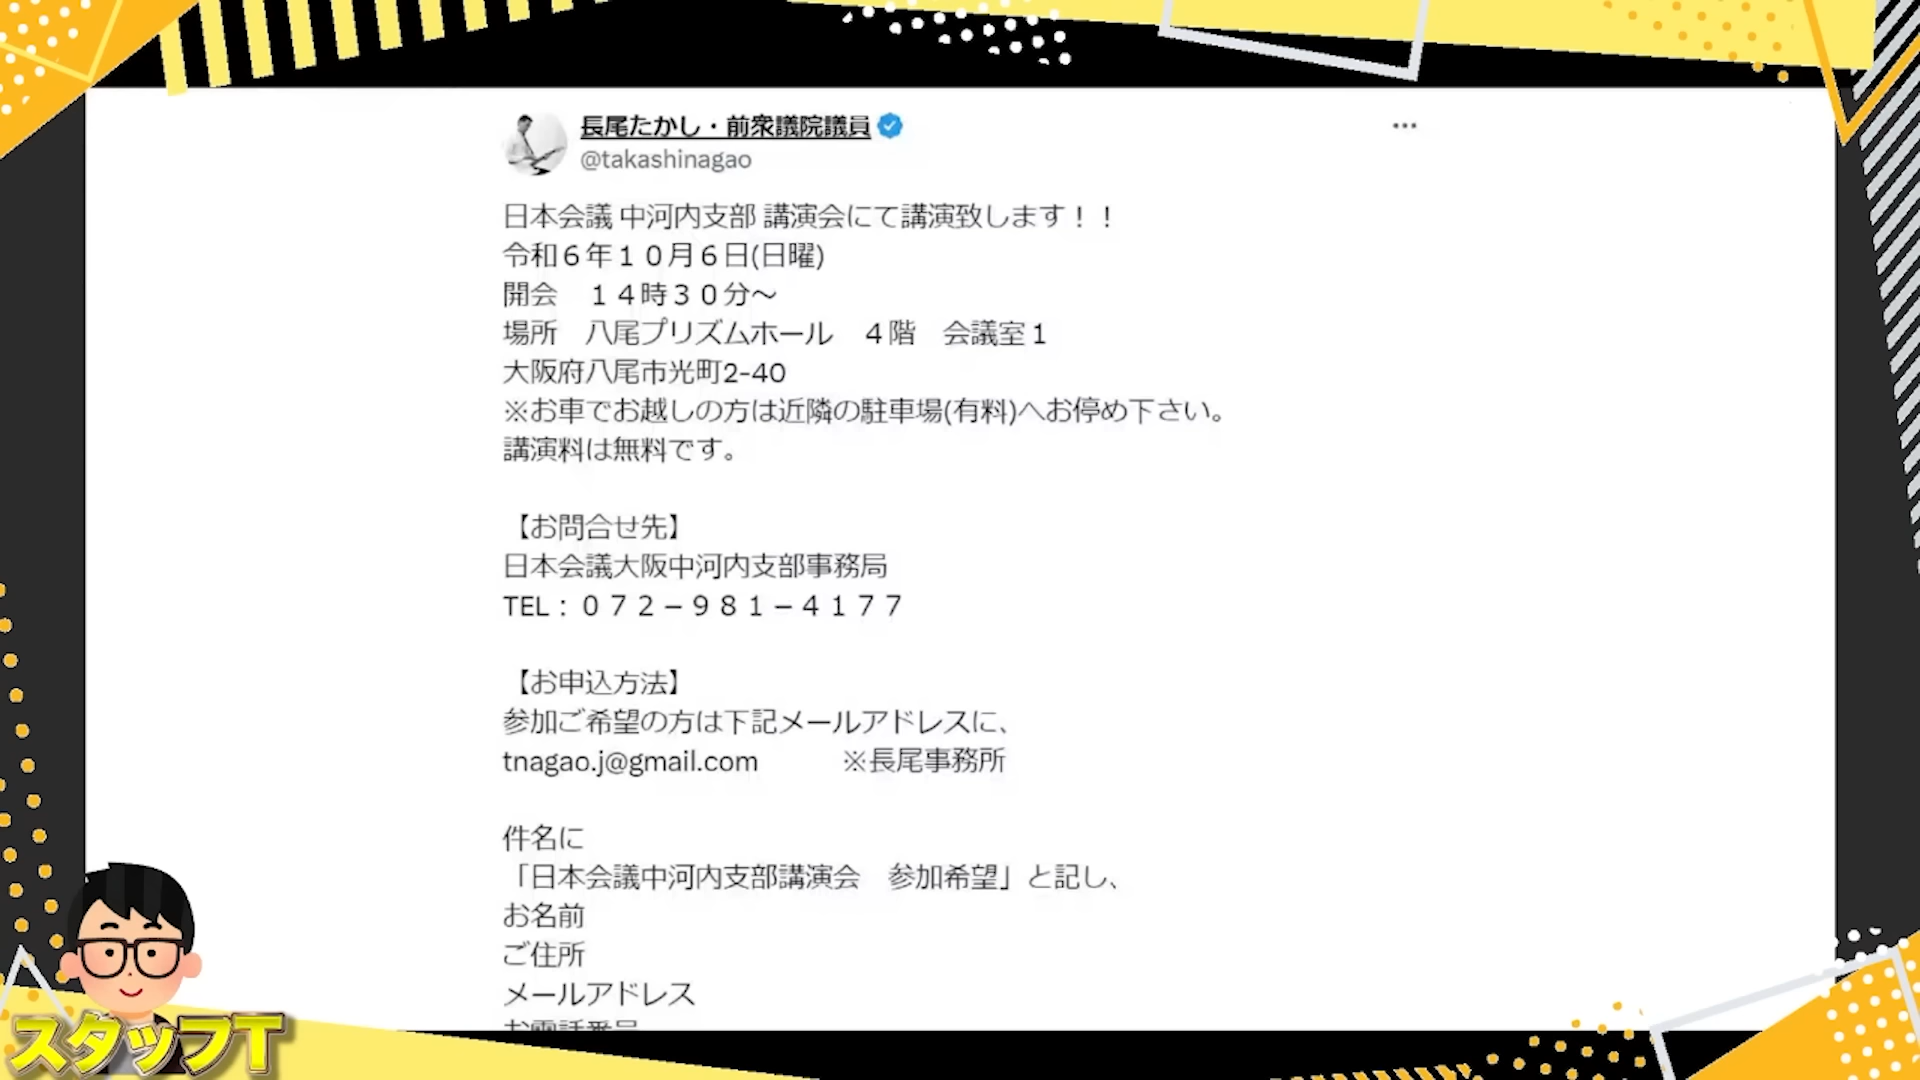 長尾たかし・前衆議院議員
@takashinagao
日本会議 中河内支部 講演会にて講演致します！！
令和６年１０月６日(日曜)
開会　１４時３０分〜
場所　八尾プリズムホール　４階　会議室１
大阪府八尾市光町2-40
※お車でお越しの方は近隣の駐車場(有料)へお停め下さい。
講演料は無料です。
【お問合せ先】
日本会議大阪中河内支部事務局
TEL：０７２−９８１−４１７７
【お申込方法】
参加ご希望の方は下記メールアドレスに、
tnagao.j@gmail.com　　　※長尾事務所
件名に
「日本会議中河内支部講演会　参加希望」と記し、
お名前
ご住所
メールアドレス
お電話番号
スタッフT